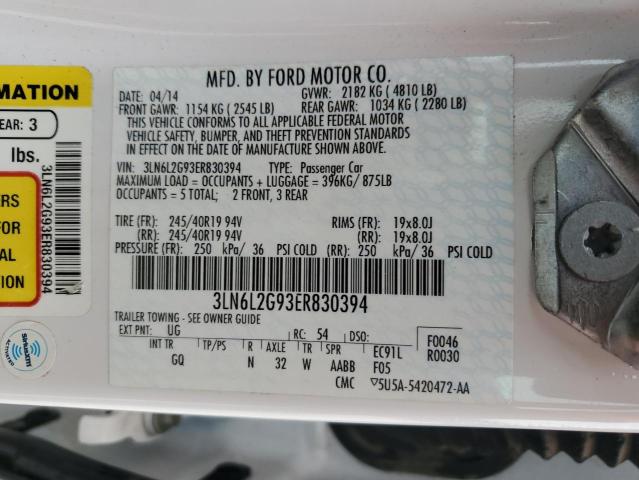 MFD. BY FORD MOTOR CO.
DATE: 04/14 GVWR: 2182 KG ( 4810 LB)
FRONT GAWR: 1154 KG ( 2545 LB) REAR GAWR: 1034 KG ( 2280 LB)
THIS VEHICLE CONFORMS TO ALL APPLICABLE FEDERAL MOTOR
VEHICLE SAFETY, BUMPER, AND THEFT PREVENTION STANDARDS
IN EFFECT ON THE DATE OF MANUFACTURE SHOWN ABOVE.
VIN: 3LN6L2G93ER830394 TYPE: Passenger Car
MAXIMUM LOAD = OCCUPANTS + LUGGAGE = 396KG/ 875LB
OCCUPANTS = 5 TOTAL; 2 FRONT, 3 REAR
TIRE (FR): 245/40R19 94V RIMS (FR): 19x8.0J
(RR): 245/40R19 94V (RR): 19x8.0J
PRESSURE (FR): 250 kPa/ 36 PSI COLD (RR): 250 kPa/ 36 PSI COLD
3LN6L2G93ER830394
TRAILER TOWING - SEE OWNER GUIDE
EXT PNT: UG RC: 54 DSO: F0046
R0030
INT TR TP/PS R AXLE TR SPR EC91L
GQ N 32 W AABB F05
CMC ▽5U5A-5420472-AA
MATION
EAR: 3
lbs.
ERS
FOR
ION
3LN6L2G93ER830394
SIRIUSXM
ACTIVATED